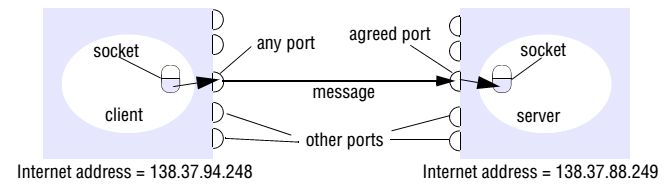 socket
any port
agreed port
socket
message
client
server
other ports
Internet address = 138.37.94.248
Internet address = 138.37.88.249